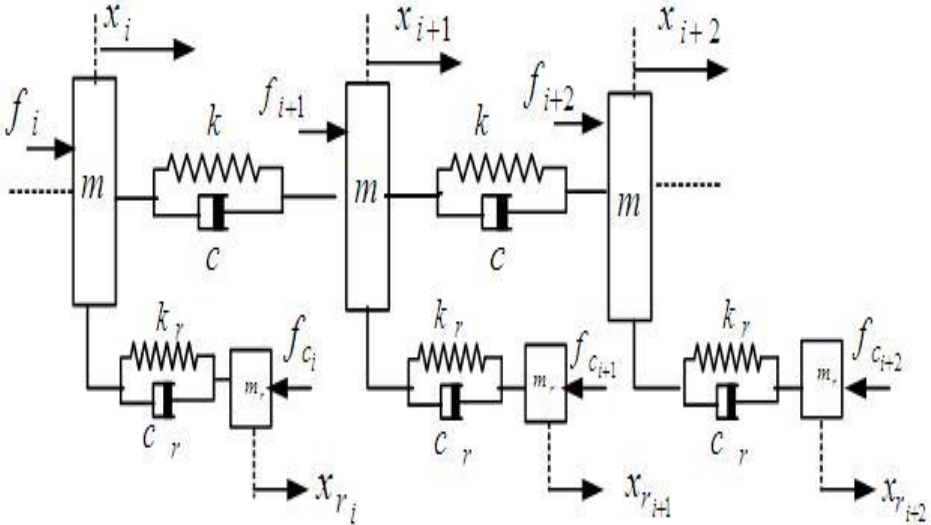 x_i x_{i+1} x_{i+2}
f_i f_{i+1} f_{i+2}
k k
m m m
c c
k_r k_r k_r
f_{c_i} f_{c_{i+1}} f_{c_{i+2}}
m_r m_r m_r
c_r c_r c_r
x_{r_i} x_{r_{i+1}} x_{r_{i+2}}